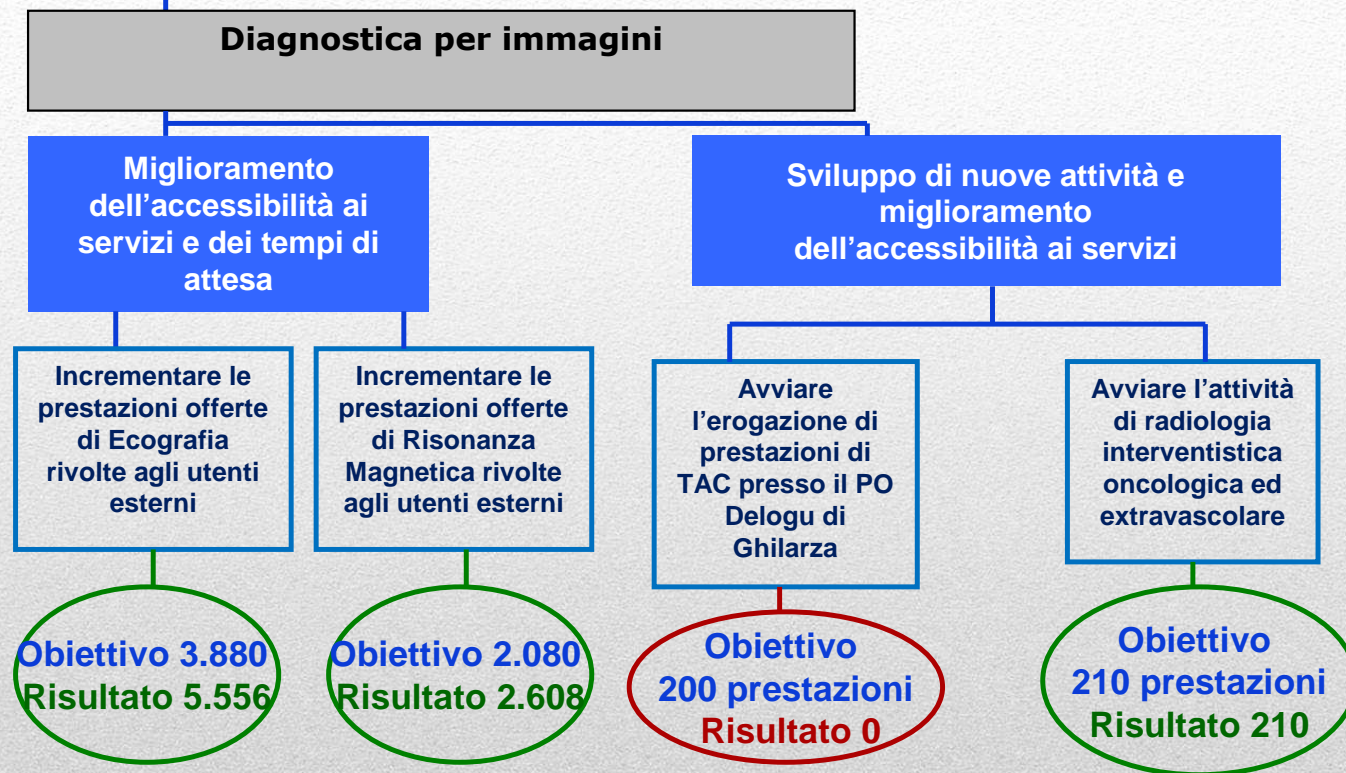 Diagnostica per immagini
Miglioramento
dell’accessibilità ai
servizi e dei tempi di
attesa
Sviluppo di nuove attività e
miglioramento
dell’accessibilità ai servizi
Incrementare le
prestazioni offerte
di Ecografia
rivolte agli utenti
esterni
Incrementare le
prestazioni offerte
di Risonanza
Magnetica rivolte
agli utenti esterni
Avviare
l’erogazione di
prestazioni di
TAC presso il PO
Delogu di
Ghilarza
Avviare l’attività
di radiologia
interventistica
oncologica ed
extravascolare
Obiettivo 3.880
Risultato 5.556
Obiettivo 2.080
Risultato 2.608
Obiettivo
200 prestazioni
Risultato 0
Obiettivo
210 prestazioni
Risultato 210